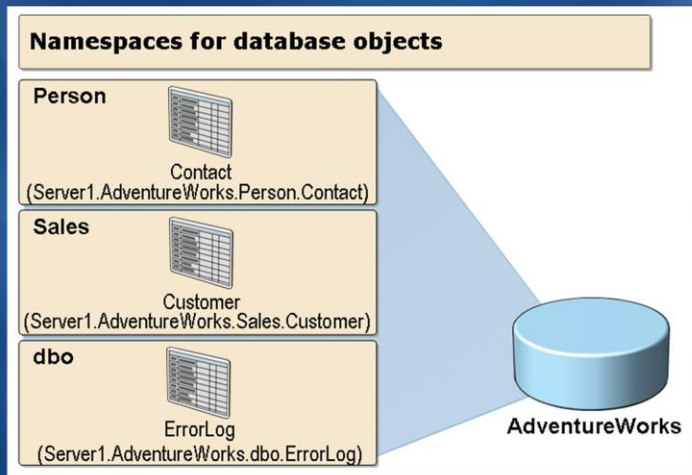 Namespaces for database objects
Person
Contact
(Server1.AdventureWorks.Person.Contact)
Sales
Customer
(Server1.AdventureWorks.Sales.Customer)
dbo
ErrorLog
(Server1.AdventureWorks.dbo.ErrorLog)
AdventureWorks